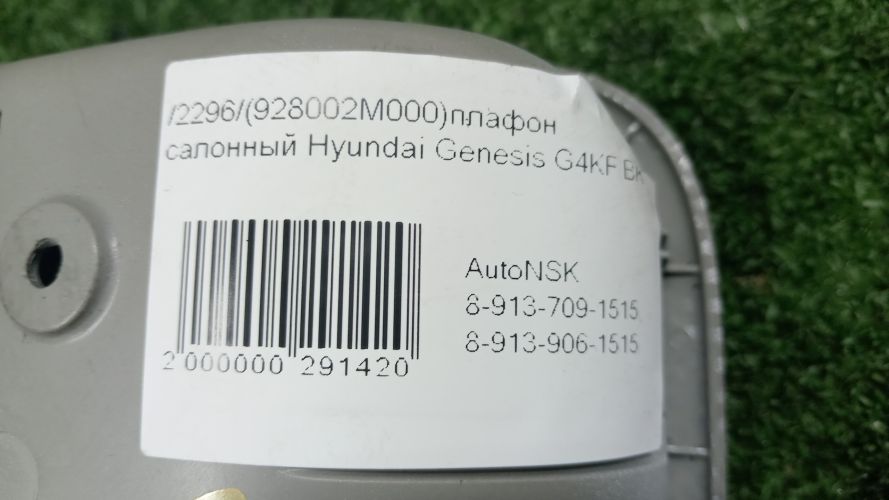 /2296/(928002M000)плафон
салонный Hyundai Genesis G4KF BK
AutoNSK
8-913-709-1515,
8-913-906-1515
2 000000 291420